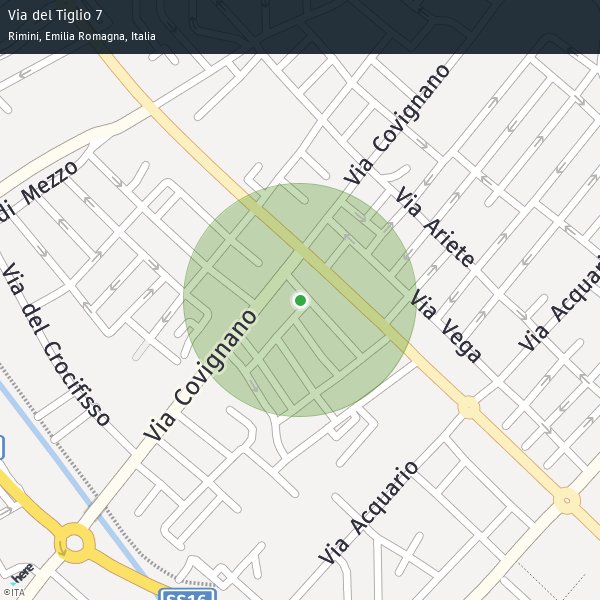 Via del Tiglio 7
Rimini, Emilia Romagna, Italia
Via Covignano
di Mezzo
Via Ariete
Via del Crocifisso
Via Vega
Via Acquari
Via Covignano
Via Acquario
here
SS16
©ITA